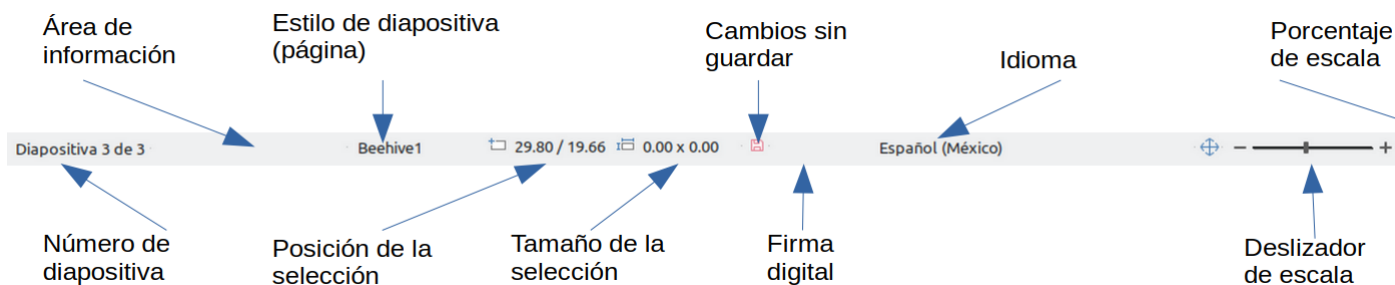 Área de
información
Estilo de diapositiva
(página)
Cambios sin
guardar
Idioma
Porcentaje
de escala
Diapositiva 3 de 3
Beehive1
29.80 / 19.66
0.00 x 0.00
Español (México)
Número de
diapositiva
Posición de la
selección
Tamaño de la
selección
Firma
digital
Deslizador
de escala